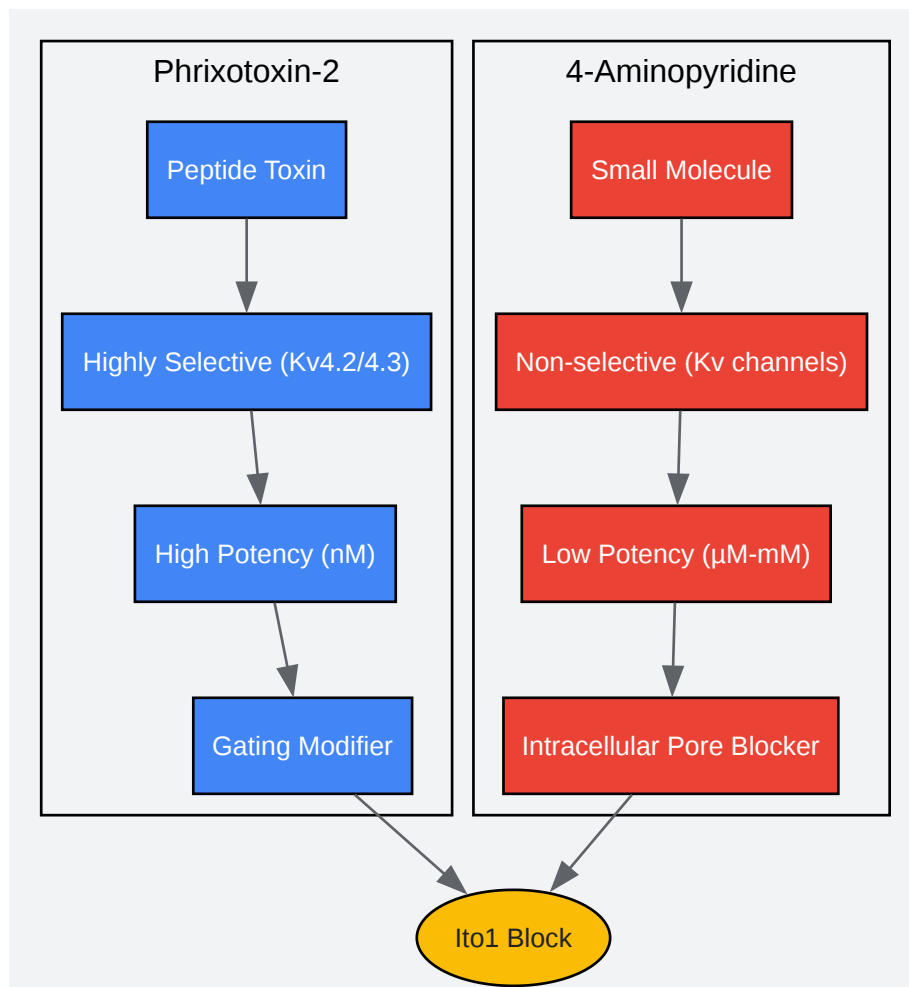 Phrixotoxin-2
Peptide Toxin
Highly Selective (Kv4.2/4.3)
High Potency (nM)
Gating Modifier
4-Aminopyridine
Small Molecule
Non-selective (Kv channels)
Low Potency (µM-mM)
Intracellular Pore Blocker
Ito1 Block